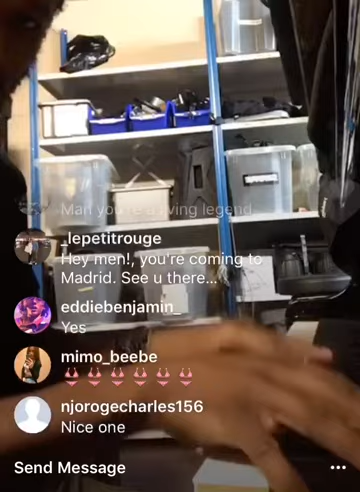 Man you're a living legend
_lepetitrouge
Hey men!, you're coming to
Madrid. See u there...
eddiebenjamin_
Yes
mimo_beebe
👙 👙 👙 👙 👙 👙
njorogecharles156
Nice one
Send Message